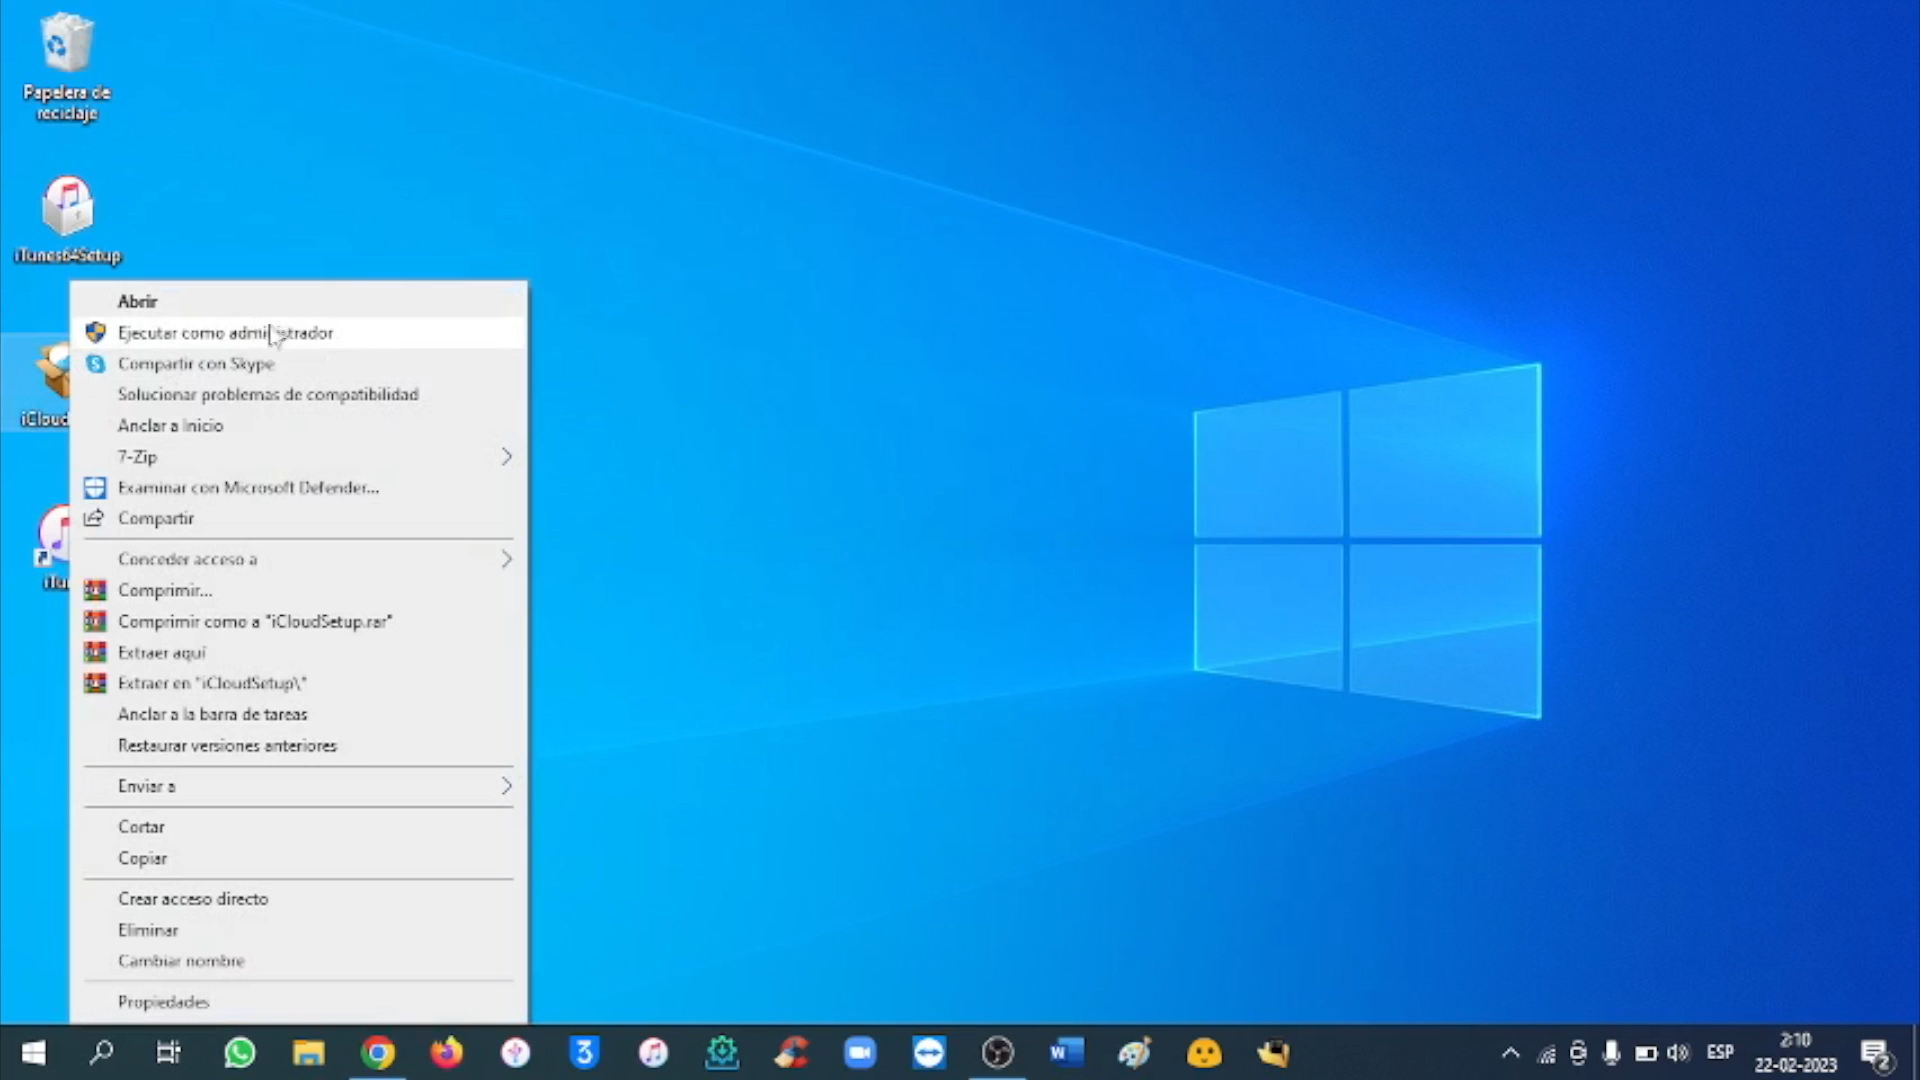 Papelera de
reciclaje
iTunes64Setup
iCloud
Abrir
Ejecutar como administrador
Compartir con Skype
Solucionar problemas de compatibilidad
Anclar a Inicio
7-Zip
Examinar con Microsoft Defender...
Compartir
Conceder acceso a
Comprimir...
Comprimir como a "iCloudSetup.rar"
Extraer aquí
Extraer en "iCloudSetup\"
Anclar a la barra de tareas
Restaurar versiones anteriores
Enviar a
Cortar
Copiar
Crear acceso directo
Eliminar
Cambiar nombre
Propiedades
iTu
3
W
ESP
2:10
22-02-2023
2